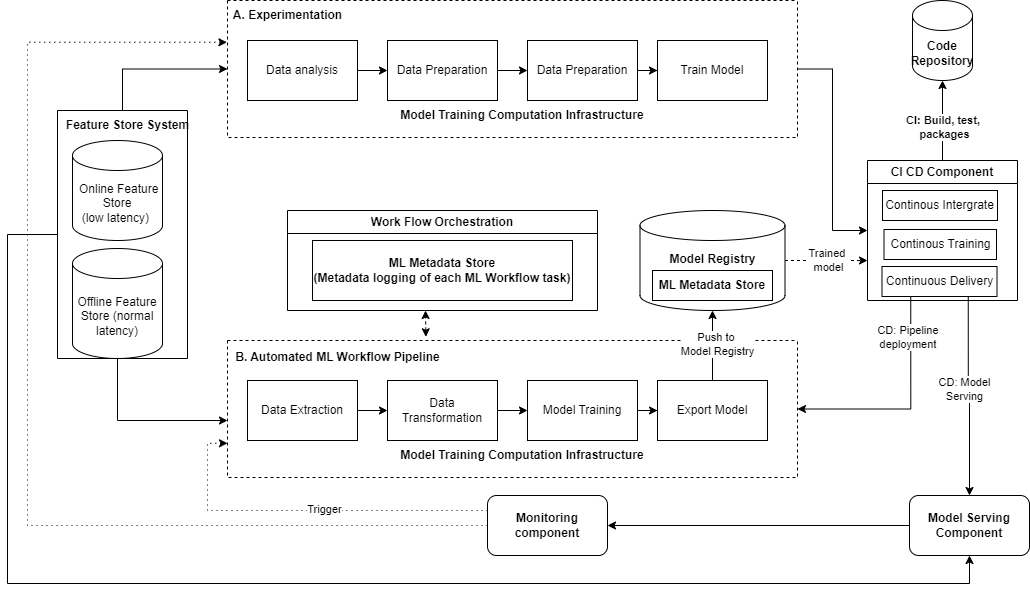 A. Experimentation
Data analysis
Data Preparation
Data Preparation
Train Model
Model Training Computation Infrastructure
Code
Repository
CI: Build, test,
packages
Feature Store System
Online Feature
Store
(low latency)
Offline Feature
Store (normal
latency)
Work Flow Orchestration
ML Metadata Store
(Metadata logging of each ML Workflow task)
Model Registry
ML Metadata Store
Trained
model
CI CD Component
Continous Intergrate
Continous Training
Continuous Delivery
Push to
Model Registry
CD: Pipeline
deployment
CD: Model
Serving
B. Automated ML Workflow Pipeline
Data Extraction
Data
Transformation
Model Training
Export Model
Model Training Computation Infrastructure
Trigger
Monitoring
component
Model Serving
Component